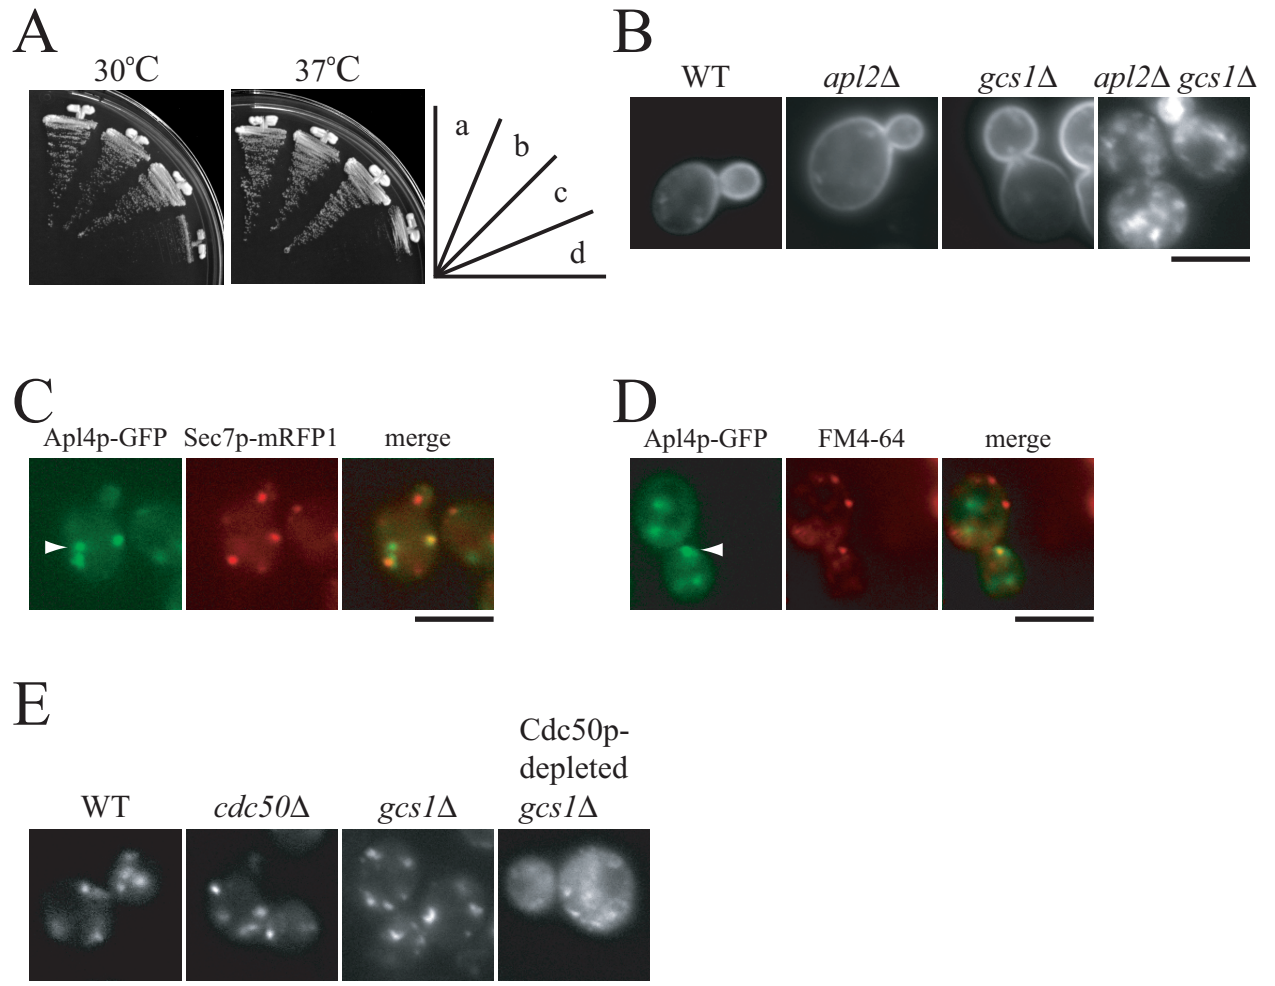 A
30°C 37°C
a
b
c
d
B
WT apl2Δ gcs1Δ apl2Δ gcs1Δ
C
Apl4p-GFP Sec7p-mRFP1 merge
D
Apl4p-GFP FM4-64 merge
E
Cdc50p-
depleted
WT cdc50Δ gcs1Δ gcs1Δ